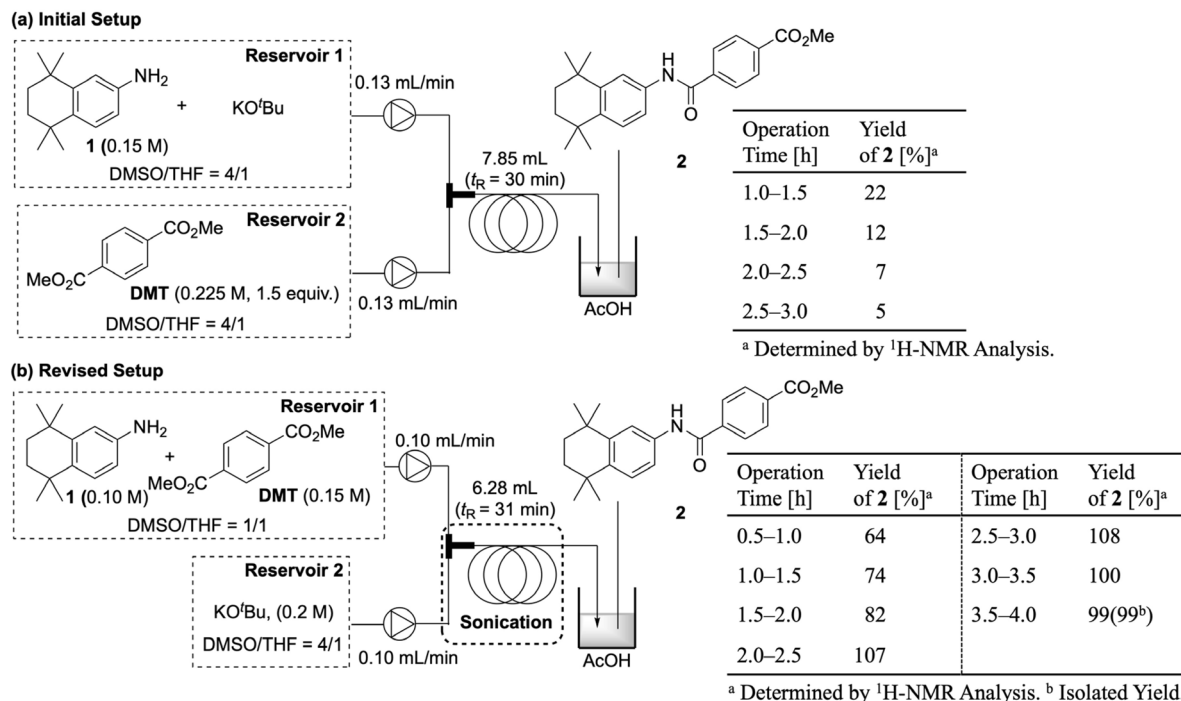 (a) Initial Setup
Reservoir 1
NH₂
+
KOᵗBu
1 (0.15 M)
DMSO/THF = 4/1
0.13 mL/min
Reservoir 2
CO₂Me
MeO₂C
DMT (0.225 M, 1.5 equiv.)
DMSO/THF = 4/1
0.13 mL/min
7.85 mL
(tR = 30 min)
AcOH
H
N
O
CO₂Me
2
Operation Time [h] Yield of 2 [%]ᵃ
1.0–1.5 22
1.5–2.0 12
2.0–2.5 7
2.5–3.0 5
ᵃ Determined by ¹H-NMR Analysis.
(b) Revised Setup
Reservoir 1
NH₂
+
CO₂Me
MeO₂C
1 (0.10 M)
DMT (0.15 M)
DMSO/THF = 1/1
0.10 mL/min
Reservoir 2
KOᵗBu, (0.2 M)
DMSO/THF = 4/1
0.10 mL/min
6.28 mL
(tR = 31 min)
Sonication
AcOH
H
N
O
CO₂Me
2
Operation Time [h] Yield of 2 [%]ᵃ Operation Time [h] Yield of 2 [%]ᵃ
0.5–1.0 64 2.5–3.0 108
1.0–1.5 74 3.0–3.5 100
1.5–2.0 82 3.5–4.0 99(99ᵇ)
2.0–2.5 107
ᵃ Determined by ¹H-NMR Analysis. ᵇ Isolated Yield